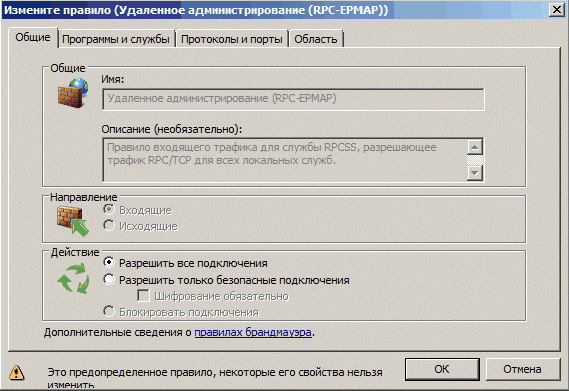 Измените правило (Удаленное администрирование (RPC-EPMAP))
Общие Программы и службы Протоколы и порты Область
Общие
Имя:
Удаленное администрирование (RPC-EPMAP)
Описание (необязательно):
Правило входящего трафика для службы RPCSS, разрешающее
трафик RPC/TCP для всех локальных служб.
Направление
Входящие
Исходящие
Действие
Разрешить все подключения
Разрешить только безопасные подключения
Шифрование обязательно
Блокировать подключения
Дополнительные сведения о правилах брандмауэра.
Это предопределенное правило, некоторые его свойства нельзя
изменить
ОК Отмена